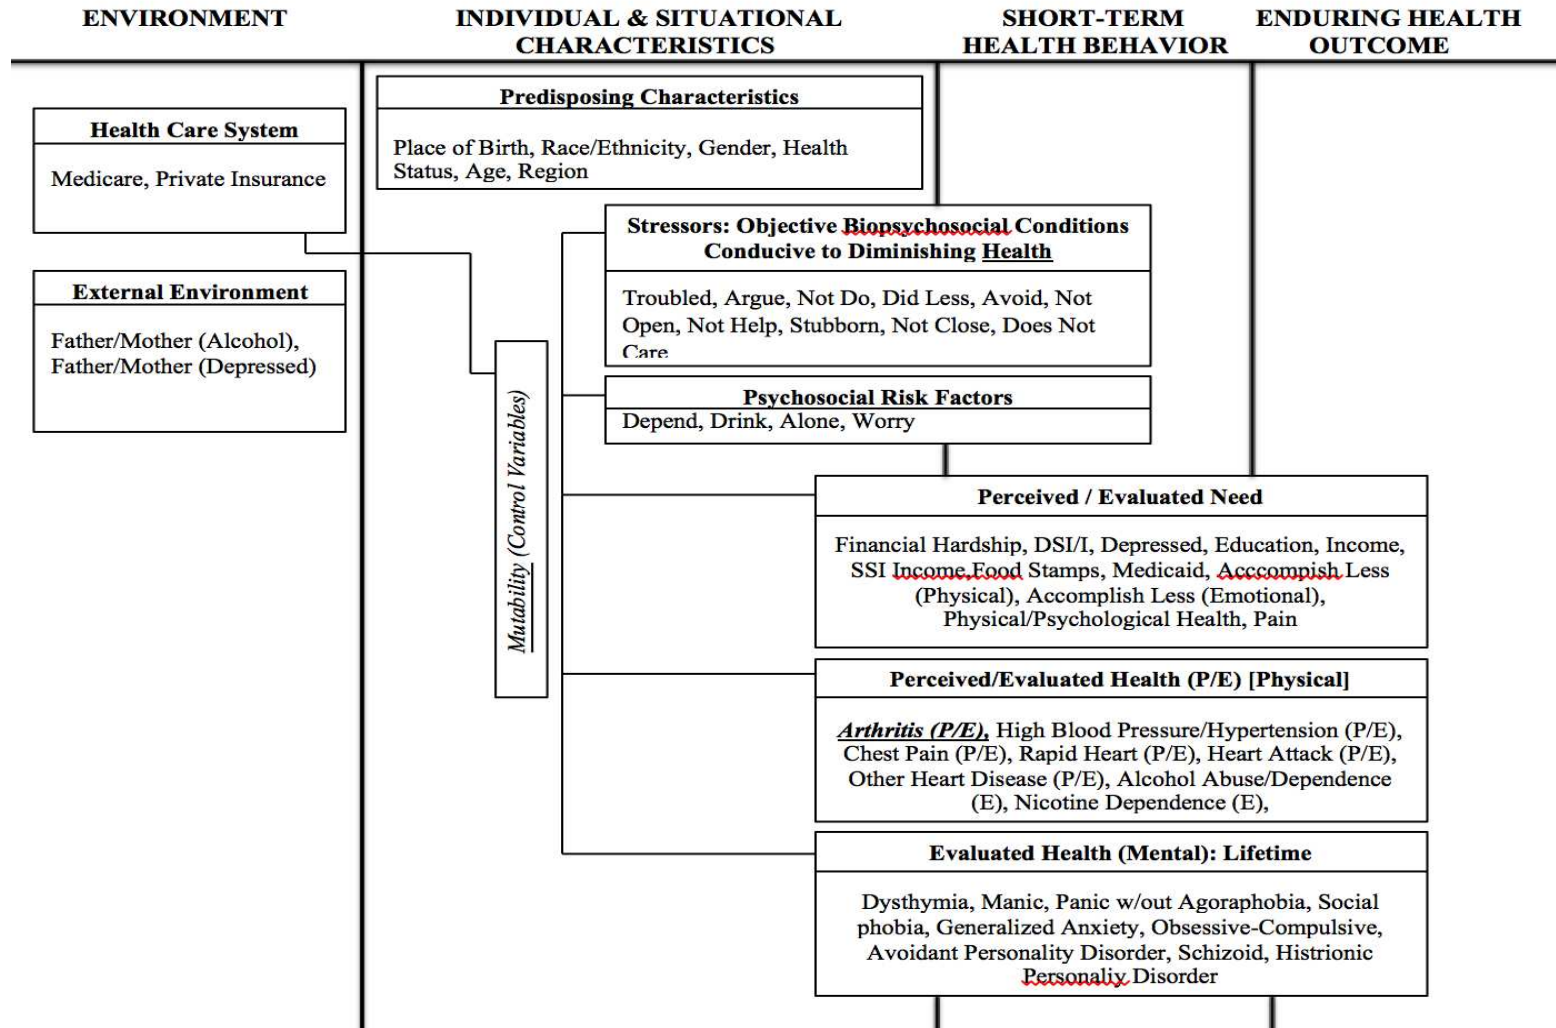 ENVIRONMENT
INDIVIDUAL & SITUATIONAL
CHARACTERISTICS
SHORT-TERM
HEALTH BEHAVIOR
ENDURING HEALTH
OUTCOME
Health Care System
Medicare, Private Insurance
External Environment
Father/Mother (Alcohol),
Father/Mother (Depressed)
Predisposing Characteristics
Place of Birth, Race/Ethnicity, Gender, Health
Status, Age, Region
Mutability (Control Variables)
Stressors: Objective Biopsychosocial Conditions
Conducive to Diminishing Health
Troubled, Argue, Not Do, Did Less, Avoid, Not
Open, Not Help, Stubborn, Not Close, Does Not
Care
Psychosocial Risk Factors
Depend, Drink, Alone, Worry
Perceived / Evaluated Need
Financial Hardship, DSI/I, Depressed, Education, Income,
SSI Income,Food Stamps, Medicaid, Acccompish Less
(Physical), Accomplish Less (Emotional),
Physical/Psychological Health, Pain
Perceived/Evaluated Health (P/E) [Physical]
Arthritis (P/E), High Blood Pressure/Hypertension (P/E),
Chest Pain (P/E), Rapid Heart (P/E), Heart Attack (P/E),
Other Heart Disease (P/E), Alcohol Abuse/Dependence
(E), Nicotine Dependence (E),
Evaluated Health (Mental): Lifetime
Dysthymia, Manic, Panic w/out Agoraphobia, Social
phobia, Generalized Anxiety, Obsessive-Compulsive,
Avoidant Personality Disorder, Schizoid, Histrionic
Personaliy Disorder